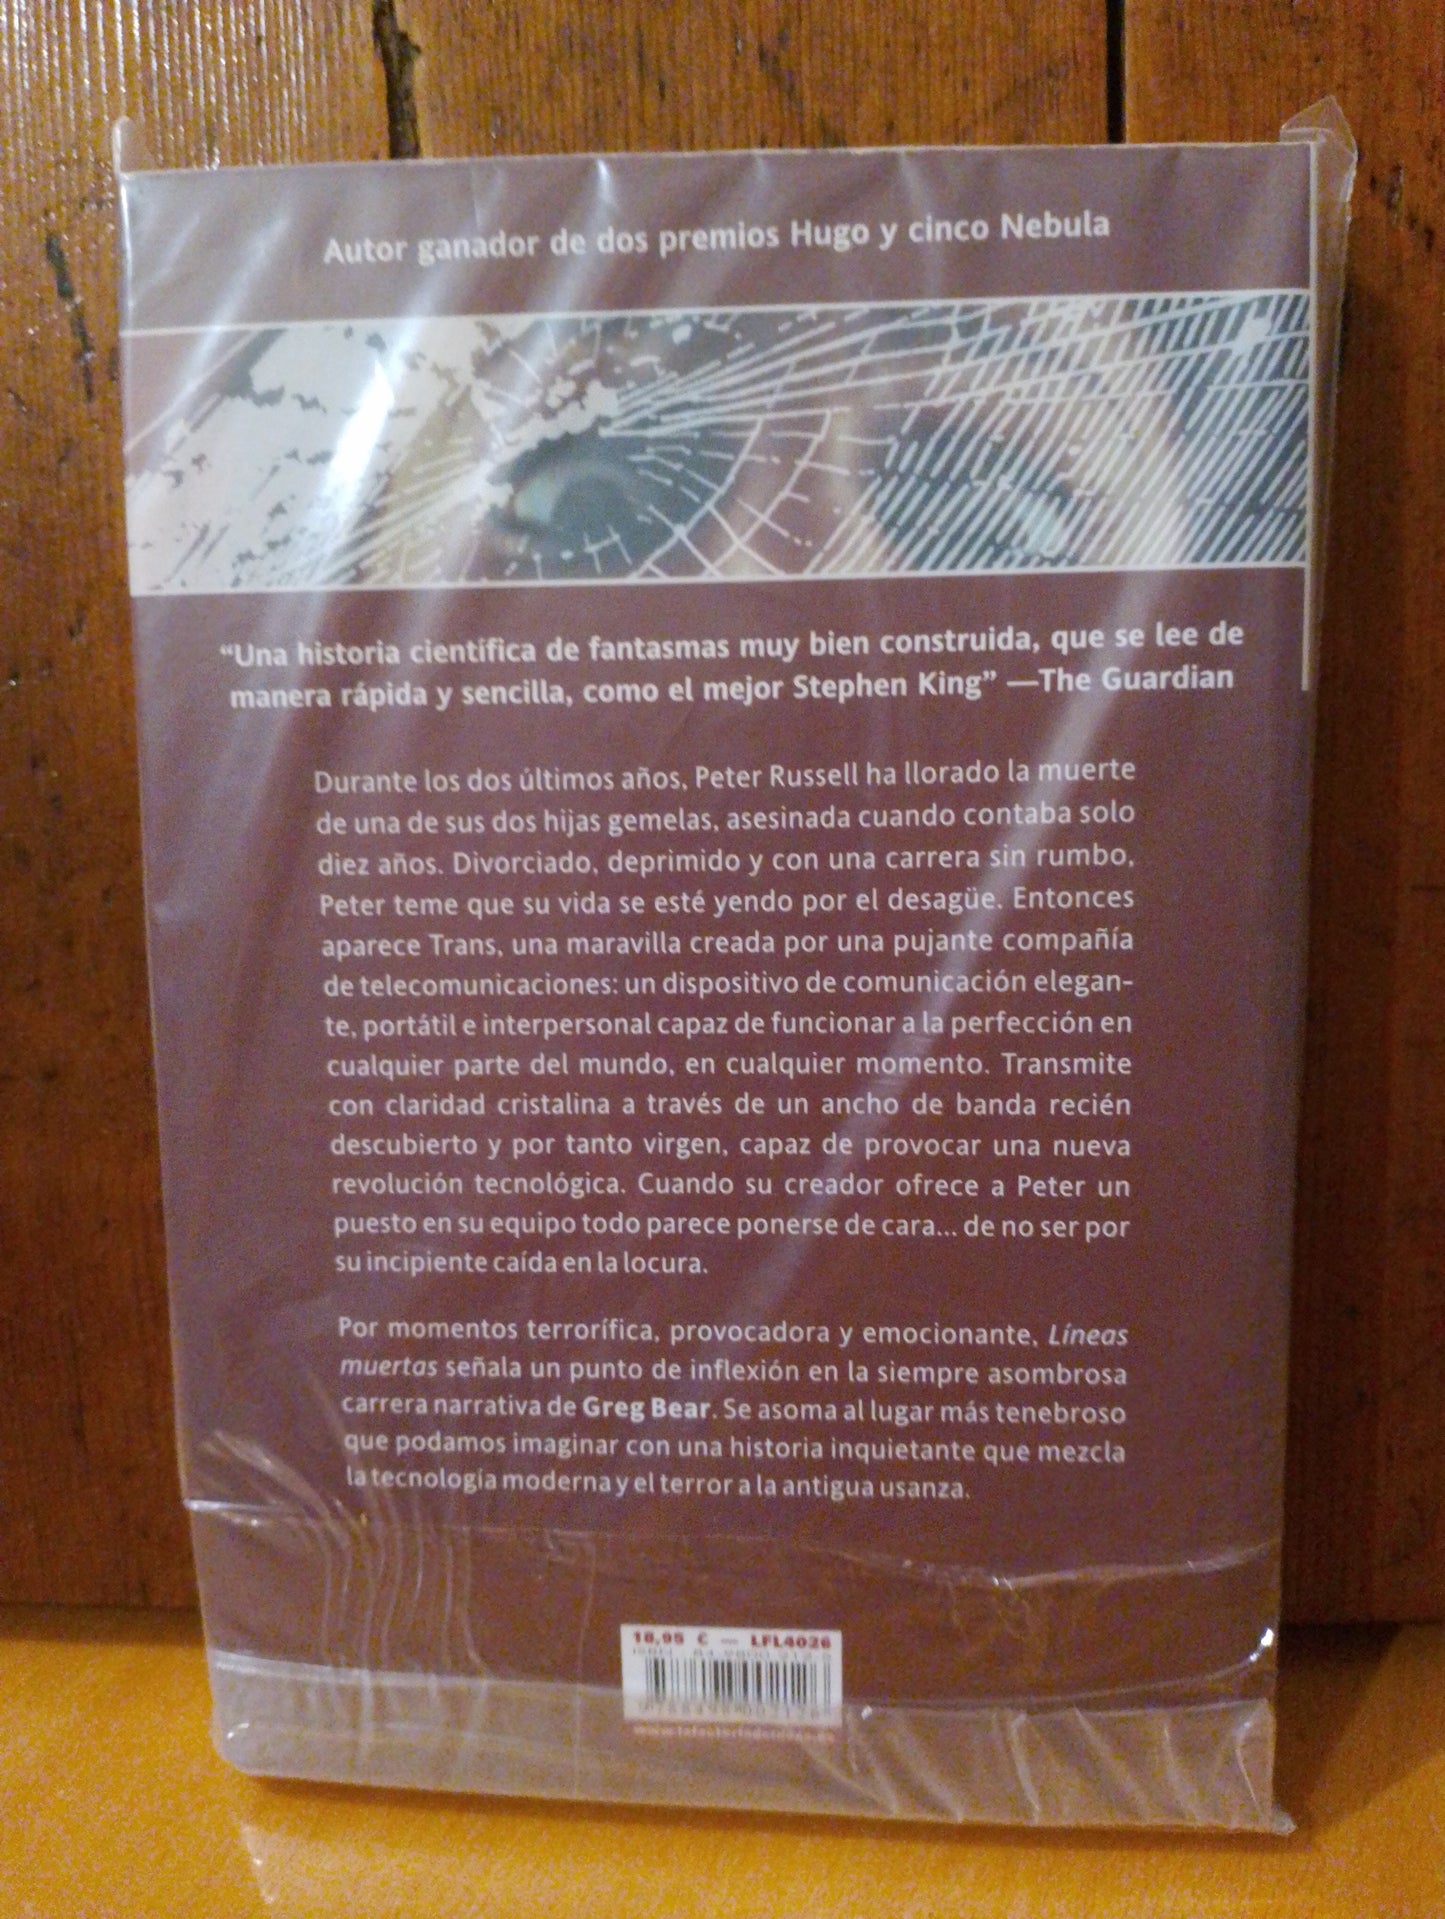 Autor ganador de dos premios Hugo y cinco Nebula
“Una historia científica de fantasmas muy bien construida, que se lee de
manera rápida y sencilla, como el mejor Stephen King” —The Guardian
Durante los dos últimos años, Peter Russell ha llorado la muerte
de una de sus dos hijas gemelas, asesinada cuando contaba solo
diez años. Divorciado, deprimido y con una carrera sin rumbo,
Peter teme que su vida se esté yendo por el desagüe. Entonces
aparece Trans, una maravilla creada por una pujante compañía
de telecomunicaciones: un dispositivo de comunicación elegan-
te, portátil e interpersonal capaz de funcionar a la perfección en
cualquier parte del mundo, en cualquier momento. Transmite
con claridad cristalina a través de un ancho de banda recién
descubierto y por tanto virgen, capaz de provocar una nueva
revolución tecnológica. Cuando su creador ofrece a Peter un
puesto en su equipo todo parece ponerse de cara... de no ser por
su incipiente caída en la locura.
Por momentos terrorífica, provocadora y emocionante, Líneas
muertas señala un punto de inflexión en la siempre asombrosa
carrera narrativa de Greg Bear. Se asoma al lugar más tenebroso
que podamos imaginar con una historia inquietante que mezcla
la tecnología moderna y el terror a la antigua usanza.
18,95 € — LFL4026
ISBN